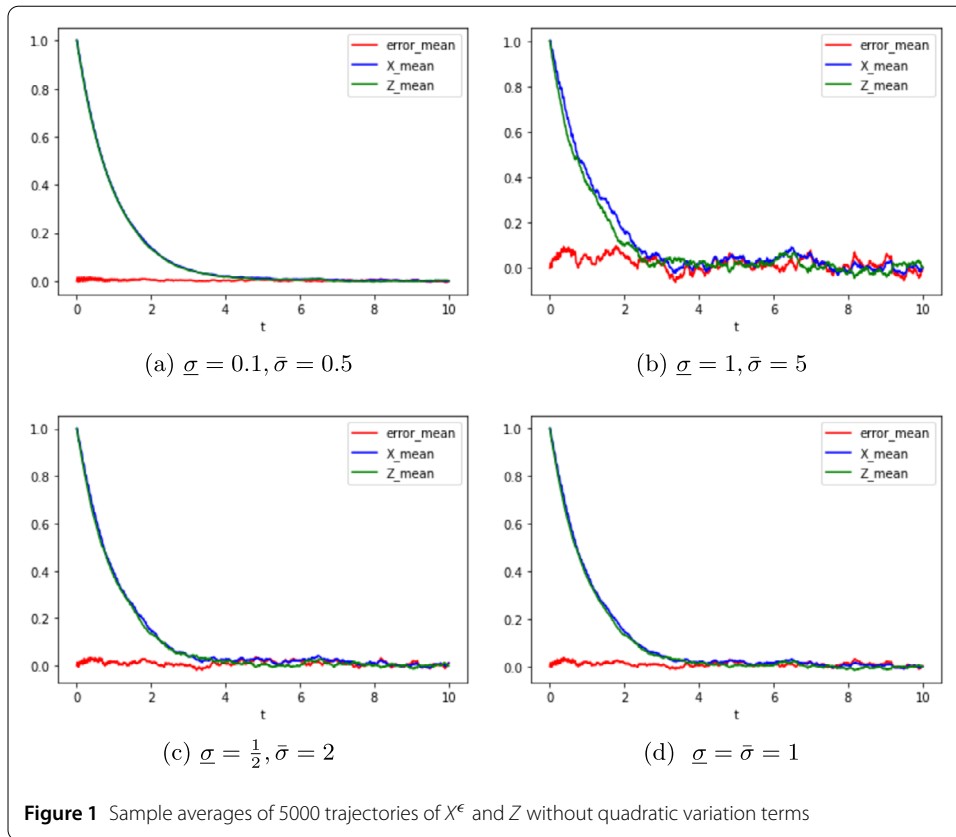 1.0
0.8
0.6
0.4
0.2
0.0
0 2 4 6 8 10
t
error_mean
X_mean
Z_mean
(a) σ̲ = 0.1, σ̄ = 0.5
1.0
0.8
0.6
0.4
0.2
0.0
0 2 4 6 8 10
t
error_mean
X_mean
Z_mean
(b) σ̲ = 1, σ̄ = 5
1.0
0.8
0.6
0.4
0.2
0.0
0 2 4 6 8 10
t
error_mean
X_mean
Z_mean
(c) σ̲ = 1/2, σ̄ = 2
1.0
0.8
0.6
0.4
0.2
0.0
0 2 4 6 8 10
t
error_mean
X_mean
Z_mean
(d) σ̲ = σ̄ = 1
Figure 1 Sample averages of 5000 trajectories of X^ϵ and Z without quadratic variation terms